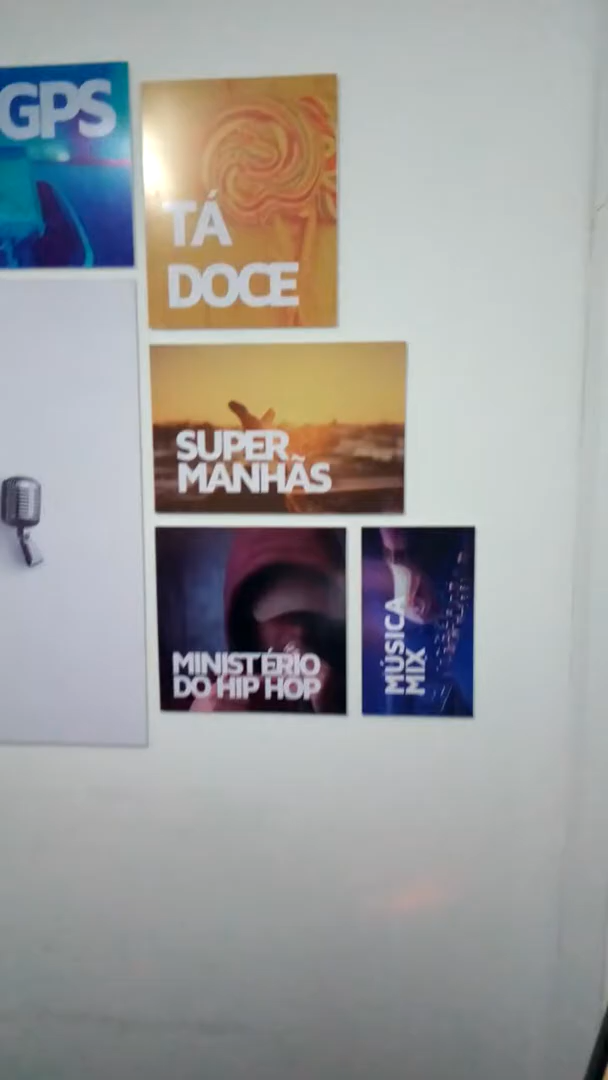 GPS
TÁ
DOCE
SUPER
MANHÃS
MINISTÉRIO
DO HIP HOP
MÚSICA
MIX